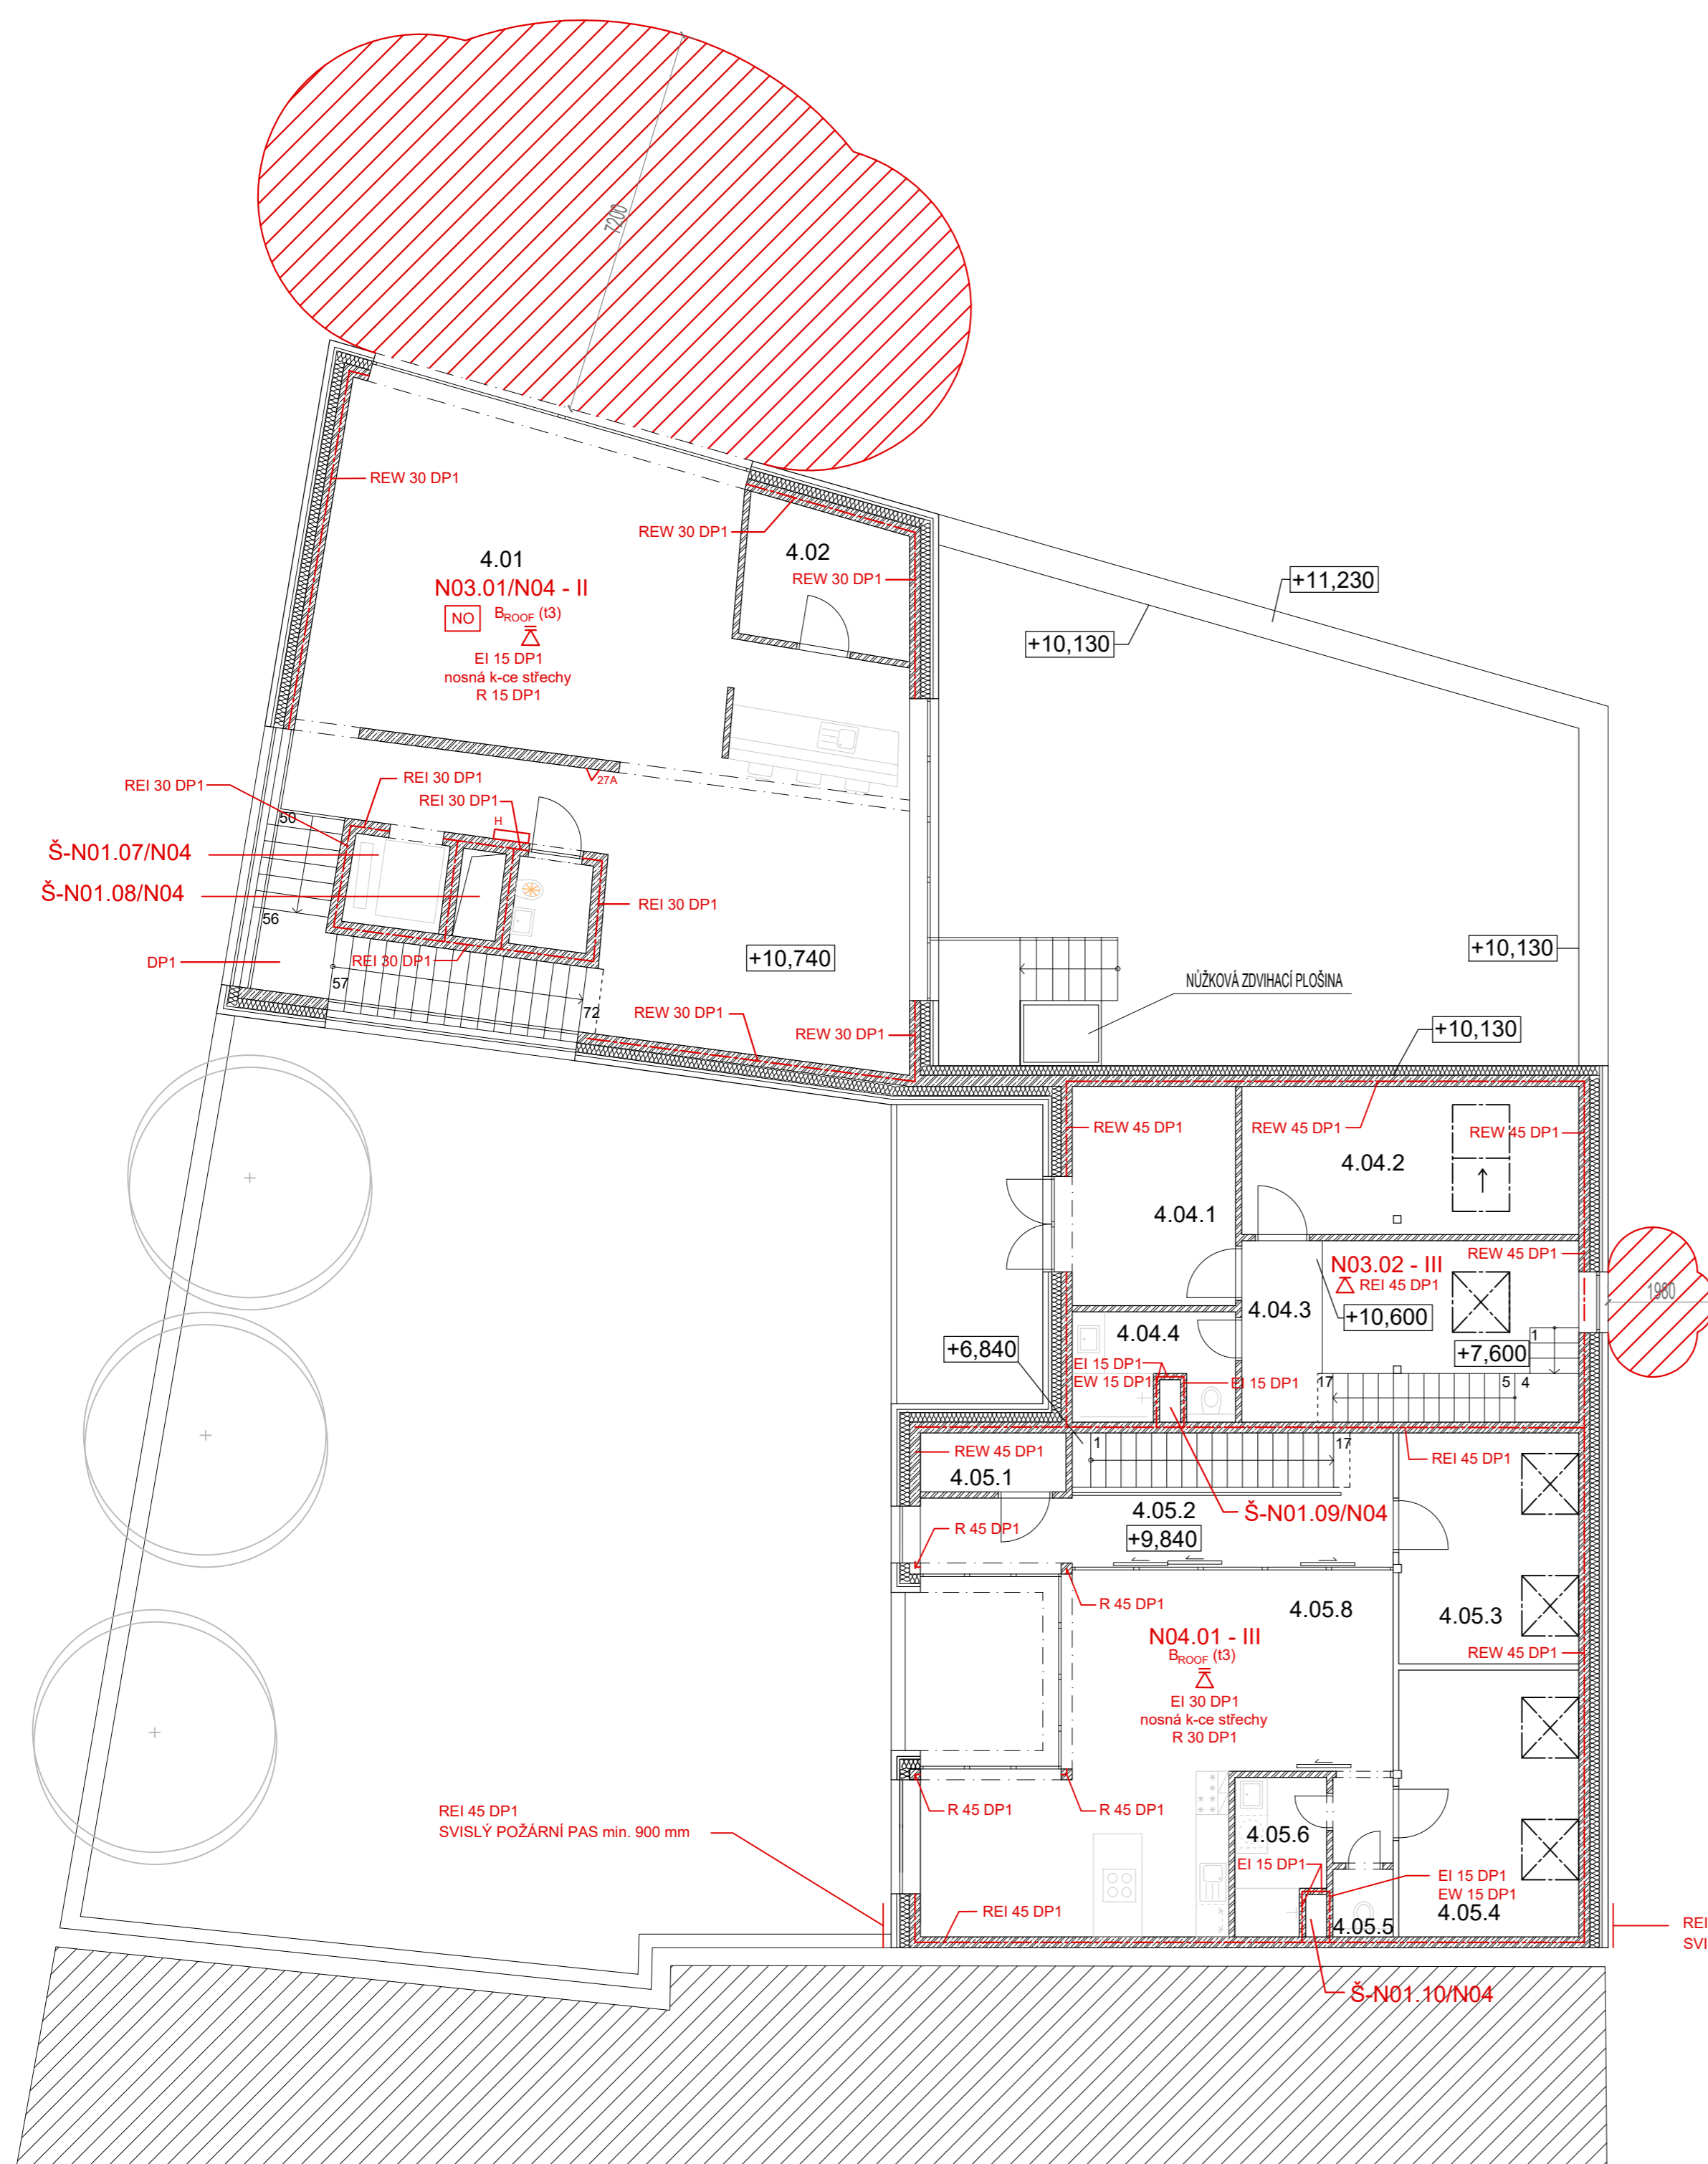 7200
REW 30 DP1
REW 30 DP1
4.01
4.02
N03.01/N04 - II
REW 30 DP1
NO
BROOF (t3)
EI 15 DP1
nosná k-ce střechy
R 15 DP1
+11,230
+10,130
27A
REI 30 DP1
REI 30 DP1
REI 30 DP1
H
50
Š-N01.07/N04
Š-N01.08/N04
REI 30 DP1
56
DP1
REI 30 DP1
+10,740
+10,130
57
72
NŮŽKOVÁ ZDVIHACÍ PLOŠINA
REW 30 DP1
REW 30 DP1
+10,130
REW 45 DP1
REW 45 DP1
REW 45 DP1
4.04.2
4.04.1
N03.02 - III
REW 45 DP1
REI 45 DP1
4.04.3
+10,600
1980
4.04.4
1
+6,840
+7,600
EI 15 DP1
EW 15 DP1
EI 15 DP1
17
5
4
REW 45 DP1
1
17
REI 45 DP1
4.05.1
4.05.2
Š-N01.09/N04
R 45 DP1
+9,840
R 45 DP1
4.05.8
4.05.3
N04.01 - III
BROOF (t3)
REW 45 DP1
EI 30 DP1
nosná k-ce střechy
R 30 DP1
REI 45 DP1
SVISLÝ POŽÁRNÍ PAS min. 900 mm
R 45 DP1
R 45 DP1
4.05.6
EI 15 DP1
EI 15 DP1
EW 15 DP1
REI 45 DP1
4.05.5
4.05.4
REI
SVI
Š-N01.10/N04